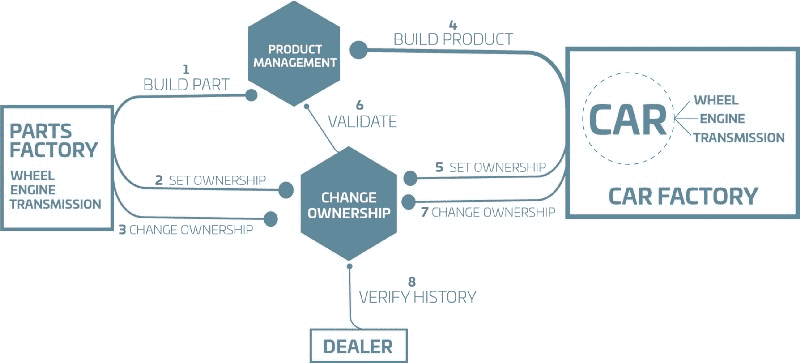 4
BUILD PRODUCT
PRODUCT
MANAGEMENT
1
BUILD PART
6
VALIDATE
PARTS
FACTORY
WHEEL
ENGINE
TRANSMISSION
CAR
WHEEL
ENGINE
TRANSMISSION
CAR FACTORY
2 SET OWNERSHIP
3 CHANGE OWNERSHIP
CHANGE
OWNERSHIP
5 SET OWNERSHIP
7 CHANGE OWNERSHIP
8
VERIFY HISTORY
DEALER